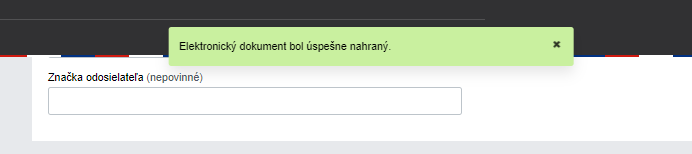 Elektronický dokument bol úspešne nahraný.
Značka odosielateľa (nepovinné)